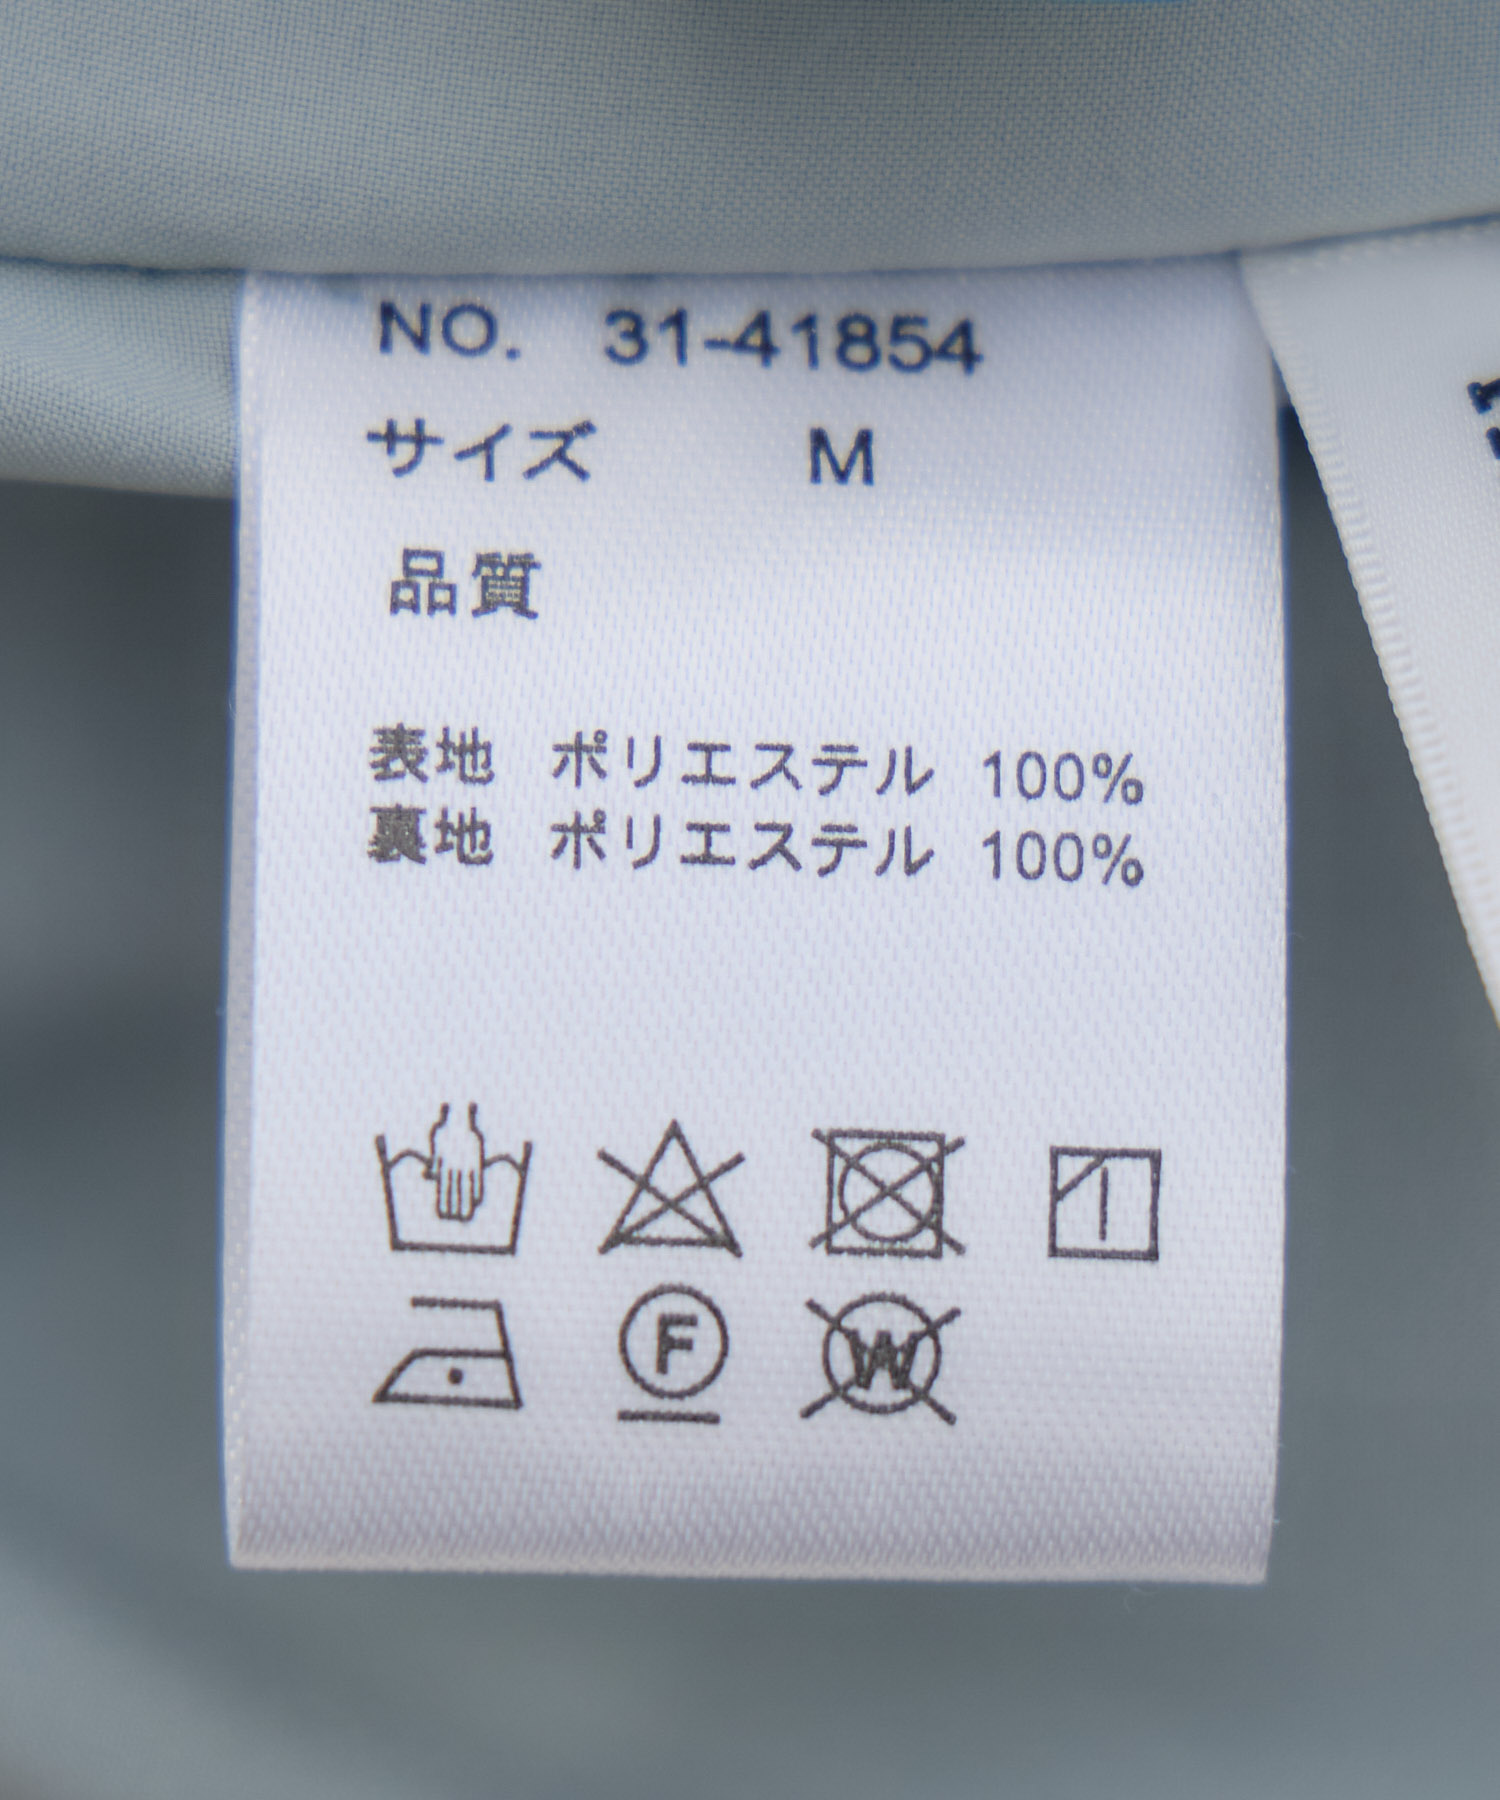 NO. 31-41854
サイズ M
品質
表地 ポリエステル 100%
裏地 ポリエステル 100%
F
W